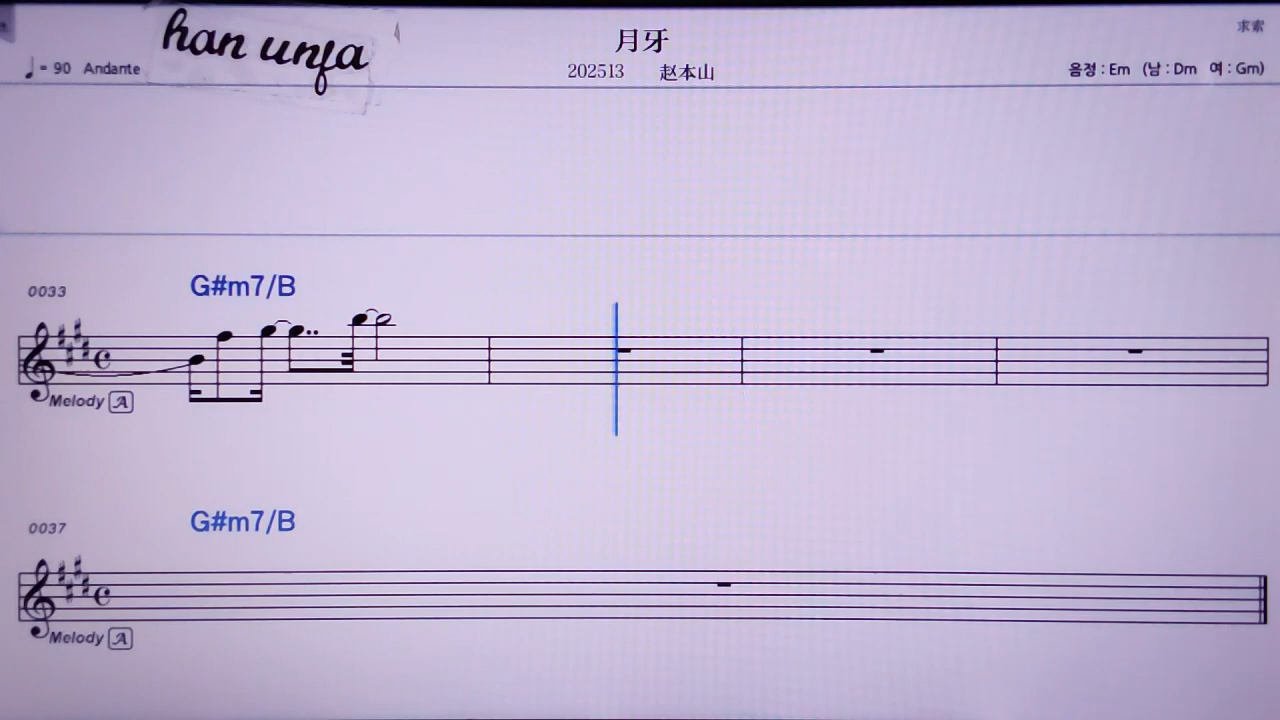 han unfa
月牙
求索
♩= 90 Andante
202513 赵本山
음정 : Em (남 : Dm 여 : Gm)
0033
G#m7/B
Melody A
0037
G#m7/B
Melody A